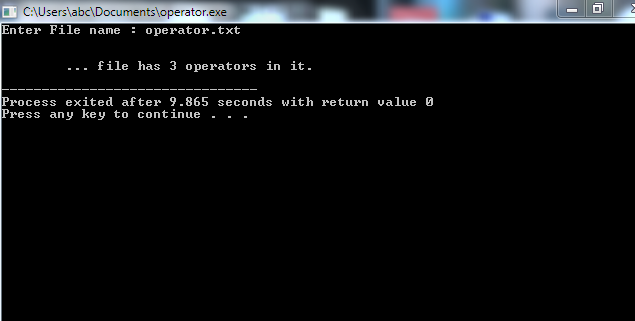 C:\Users\abc\Documents\operator.exe
Enter File name : operator.txt
... file has 3 operators in it.
--------------------------------
Process exited after 9.865 seconds with return value 0
Press any key to continue . . .